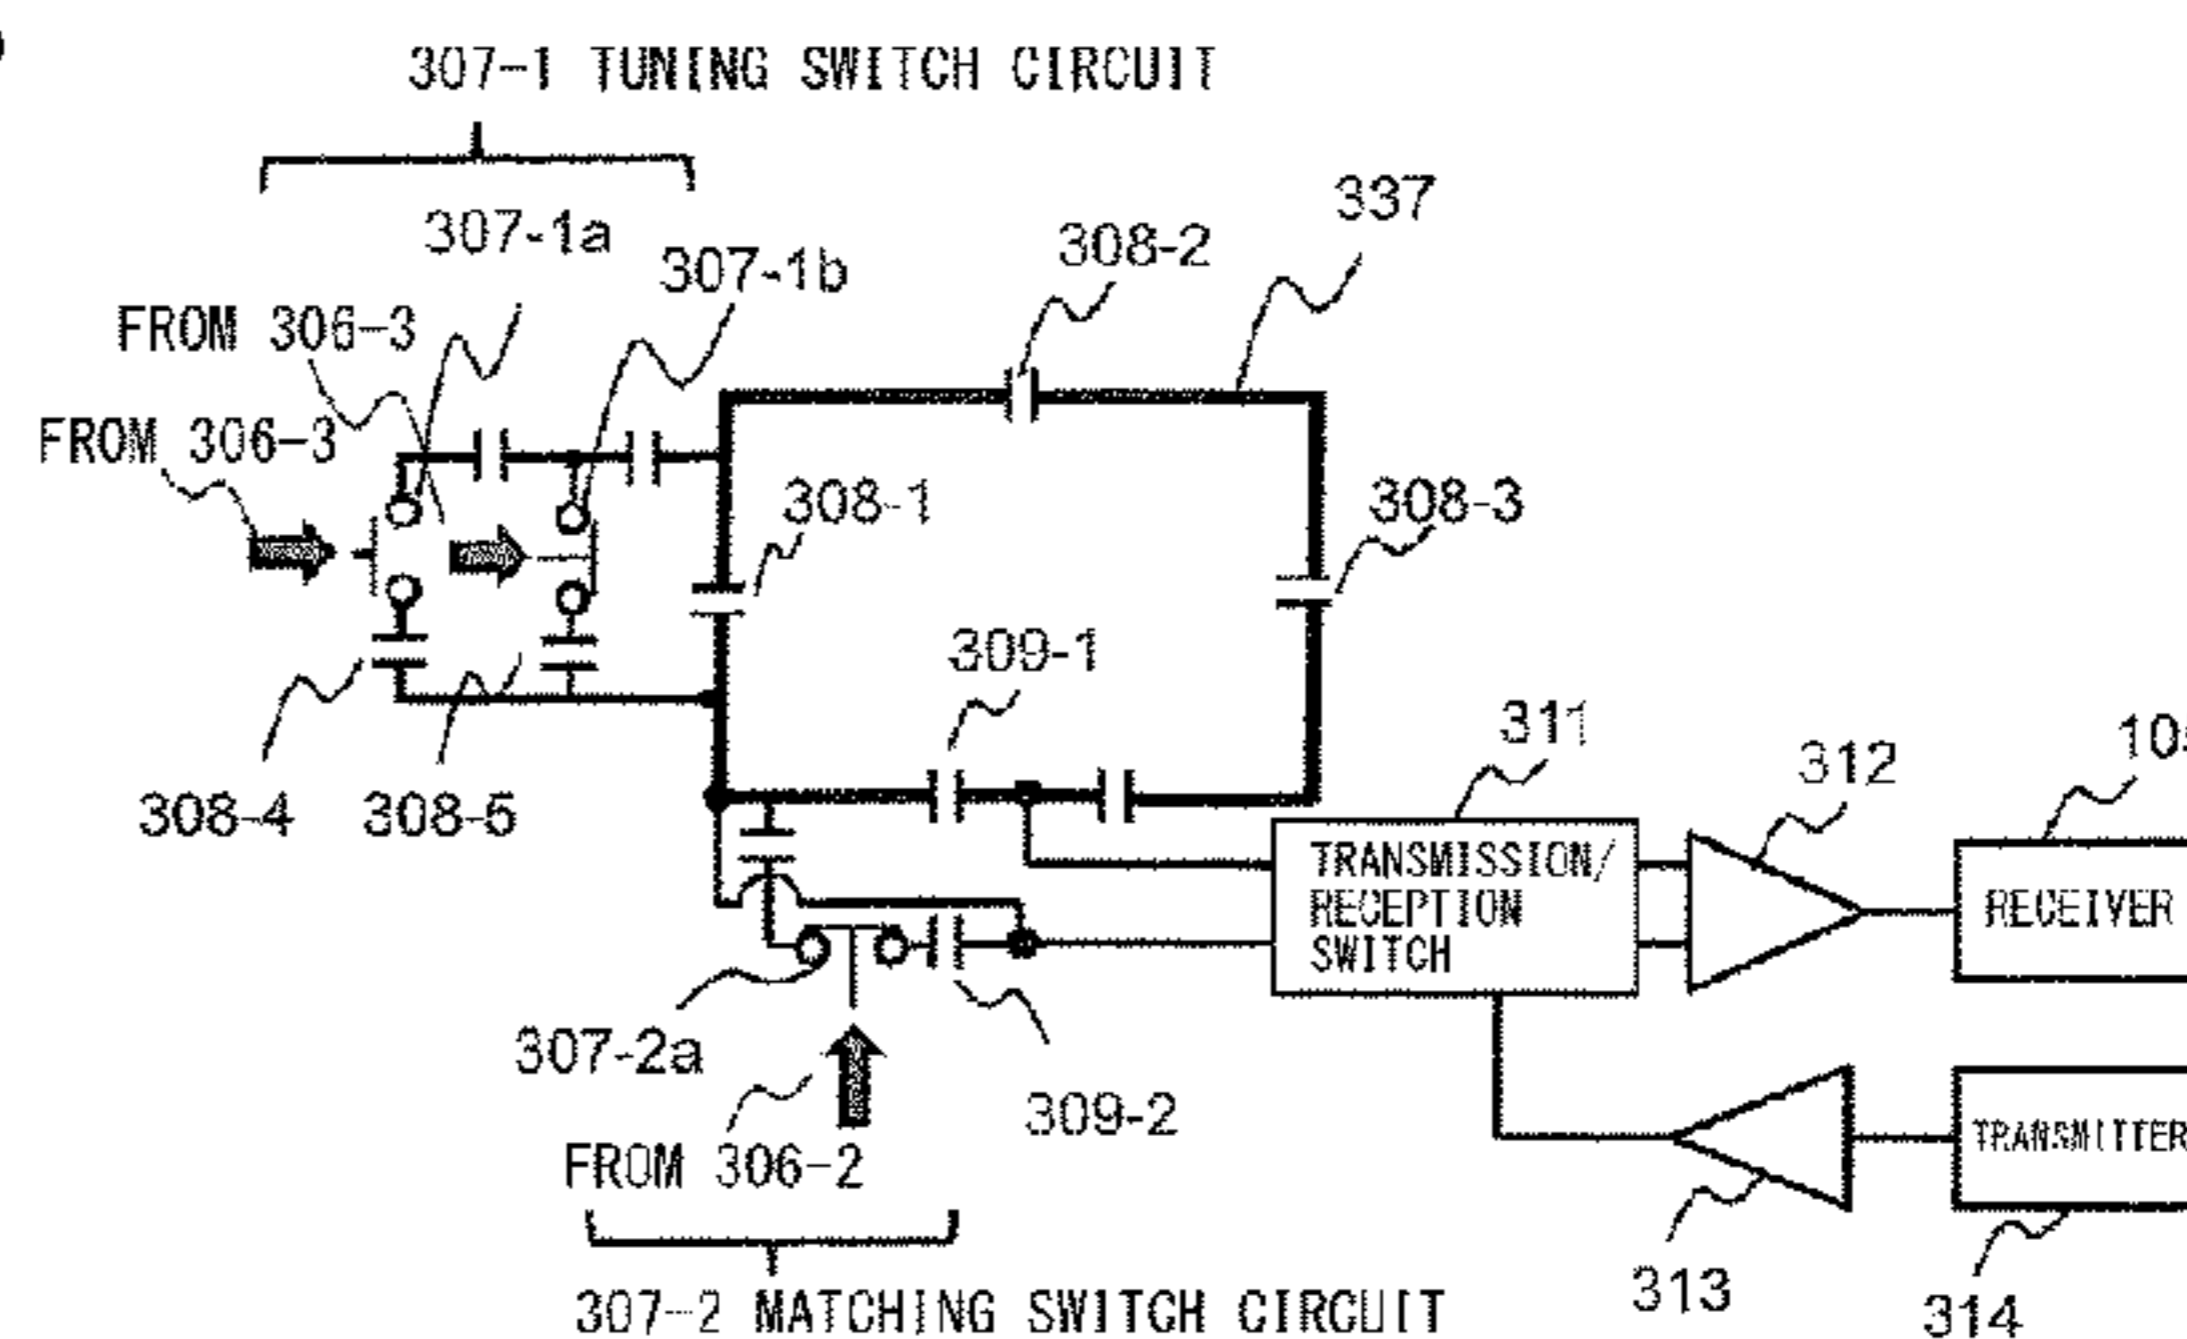 307-1 TUNING SWITCH CIRCUIT
307-1a
307-1b
308-2
337
FROM 306-3
FROM 306-3
308-1
308-3
309-1
311
312
308-4
308-5
TRANSMISSION/
RECEPTION
SWITCH
RECEIVER
307-2a
309-2
FROM 306-2
TRANSMITTER
313
314
307-2 MATCHING SWITCH CIRCUIT